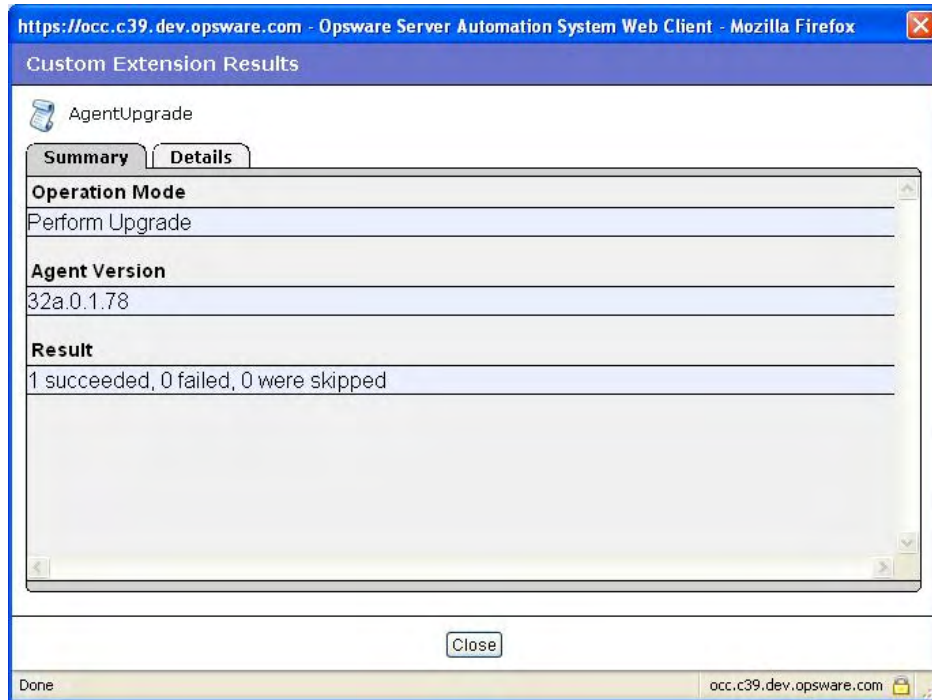 https://occ.c39.dev.opsware.com - Opsware Server Automation System Web Client - Mozilla Firefox
Custom Extension Results
AgentUpgrade
Summary Details
Operation Mode
Perform Upgrade
Agent Version
32a.0.1.78
Result
1 succeeded, 0 failed, 0 were skipped
Close
Done occ.c39.dev.opsware.com